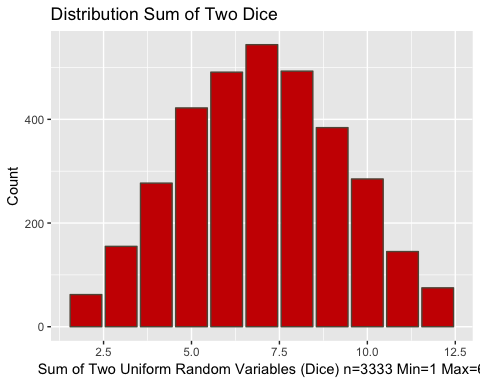 Distribution Sum of Two Dice
Count
400
200
0
2.5 5.0 7.5 10.0 12.5
Sum of Two Uniform Random Variables (Dice) n=3333 Min=1 Max=6